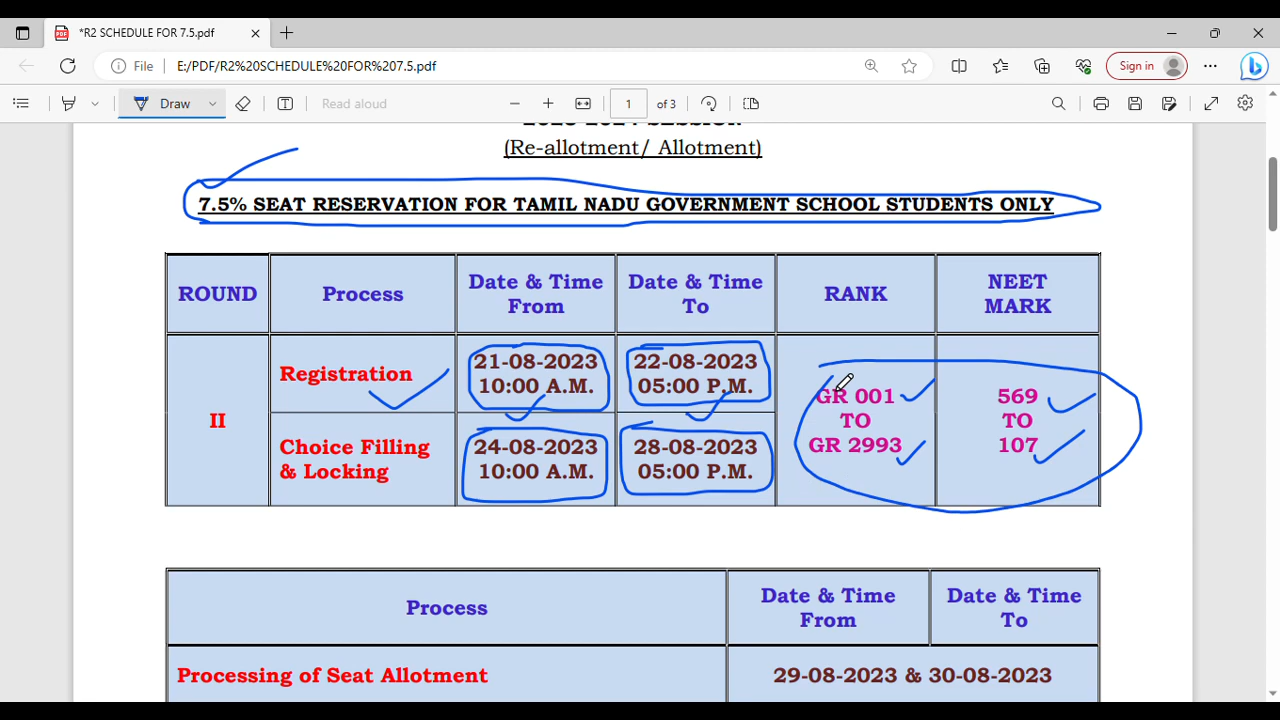 *R2 SCHEDULE FOR 7.5.pdf
File
E:/PDF/R2%20SCHEDULE%20FOR%207.5.pdf
Sign in
Draw
Read aloud
1
of 3
(Re-allotment/ Allotment)
7.5% SEAT RESERVATION FOR TAMIL NADU GOVERNMENT SCHOOL STUDENTS ONLY
ROUND
Process
Date & Time
From
Date & Time
To
RANK
NEET
MARK
II
Registration
21-08-2023
10:00 A.M.
22-08-2023
05:00 P.M.
GR 001
TO
GR 2993
569
TO
107
Choice Filling
& Locking
24-08-2023
10:00 A.M.
28-08-2023
05:00 P.M.
Process
Date & Time
From
Date & Time
To
Processing of Seat Allotment
29-08-2023 & 30-08-2023